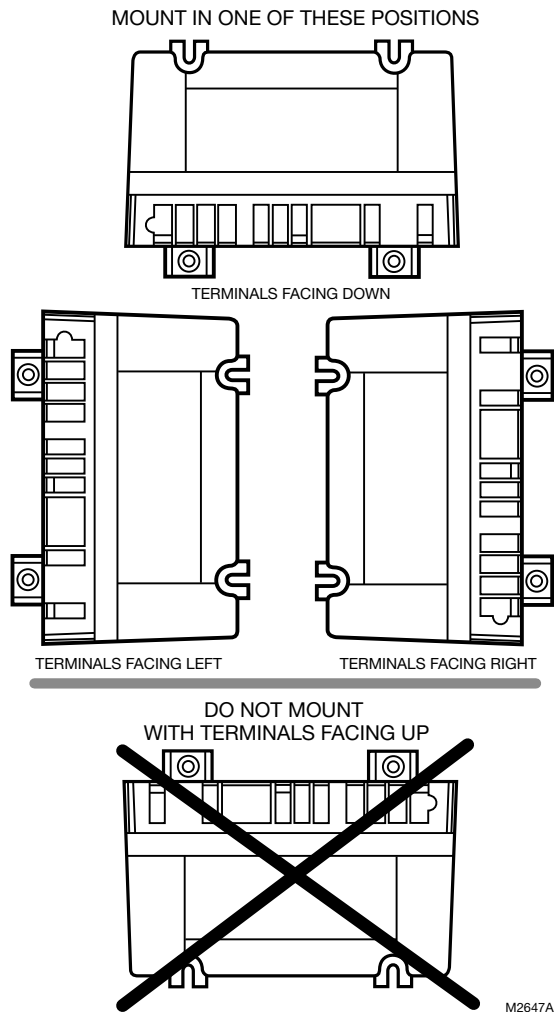 MOUNT IN ONE OF THESE POSITIONS
TERMINALS FACING DOWN
TERMINALS FACING LEFT
TERMINALS FACING RIGHT
DO NOT MOUNT
WITH TERMINALS FACING UP
M2647A